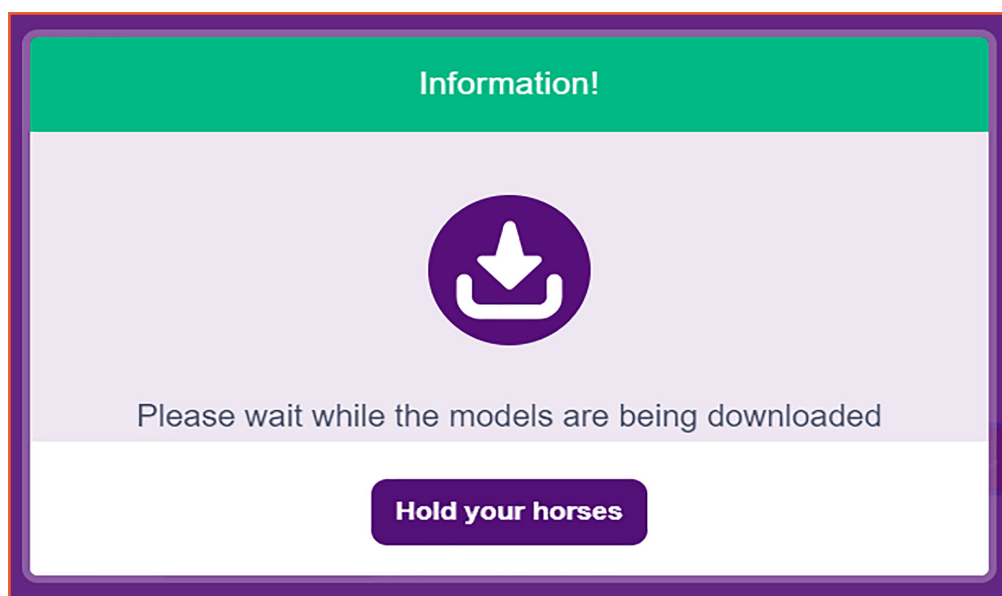 Information!
Please wait while the models are being downloaded
Hold your horses